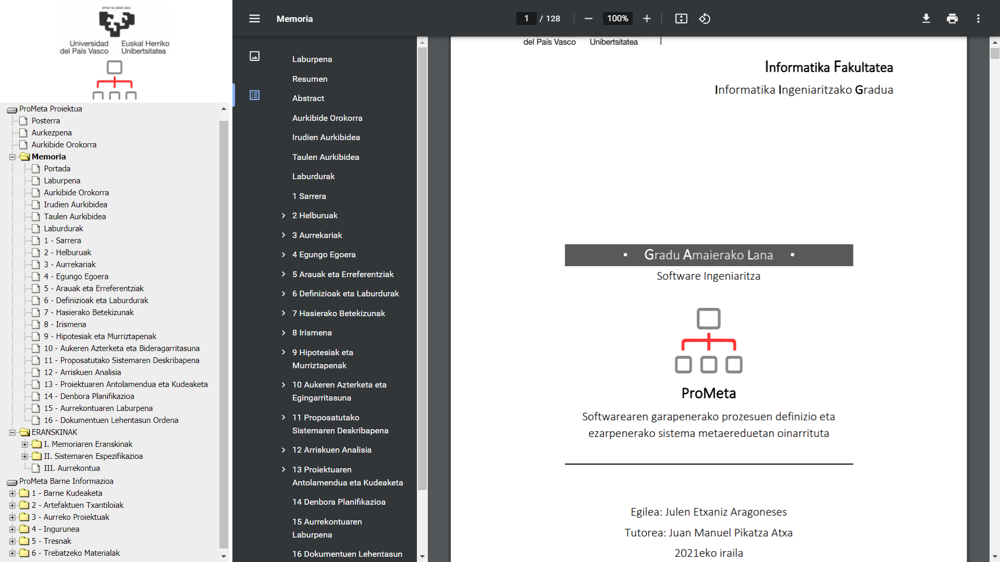 eman ta zabal zazu
Universidad
del País Vasco
Euskal Herriko
Unibertsitatea
ProMeta Proiektua
Posterra
Aurkezpena
Aurkibide Orokorra
Memoria
Portada
Laburpena
Aurkibide Orokorra
Irudien Aurkibidea
Taulen Aurkibidea
Laburdurak
1 - Sarrera
2 - Helburuak
3 - Aurrekariak
4 - Egungo Egoera
5 - Arauak eta Erreferentziak
6 - Definizioak eta Laburdurak
7 - Hasierako Betekizunak
8 - Irismena
9 - Hipotesiak eta Murriztapenak
10 - Aukeren Azterketa eta Bideragarritasuna
11 - Proposatutako Sistemaren Deskribapena
12 - Arriskuen Analisia
13 - Proiektuaren Antolamendua eta Kudeaketa
14 - Denbora Planifikazioa
15 - Aurrekontuaren Laburpena
16 - Dokumentuen Lehentasun Ordena
ERANSKINAK
I. Memoriaren Eranskinak
II. Sistemaren Espezifikazioa
III. Aurrekontua
ProMeta Barne Informazioa
1 - Barne Kudeaketa
2 - Artefaktuen Txantiloiak
3 - Aurreko Proiektuak
4 - Ingurunea
5 - Tresnak
6 - Trebatzeko Materialak
Memoria
1 / 128
100%
Laburpena
Resumen
Abstract
Aurkibide Orokorra
Irudien Aurkibidea
Taulen Aurkibidea
Laburdurak
1 Sarrera
2 Helburuak
3 Aurrekariak
4 Egungo Egoera
5 Arauak eta Erreferentziak
6 Definizioak eta Laburdurak
7 Hasierako Betekizunak
8 Irismena
9 Hipotesiak eta
Murriztapenak
10 Aukeren Azterketa eta
Egingarritasuna
11 Proposatutako
Sistemaren Deskribapena
12 Arriskuen Analisia
13 Proiektuaren
Antolamendua eta Kudeaketa
14 Denbora Planifikazioa
15 Aurrekontuaren
Laburpena
16 Dokumentuen Lehentasun
del País Vasco
Unibertsitatea
Informatika Fakultatea
Informatika Ingeniaritzako Gradua
▪ Gradu Amaierako Lana ▪
Software Ingeniaritza
ProMeta
Softwarearen garapenerako prozesuen definizio eta
ezarpenerako sistema metaereduetan oinarrituta
Egilea: Julen Etxaniz Aragoneses
Tutorea: Juan Manuel Pikatza Atxa
2021eko iraila